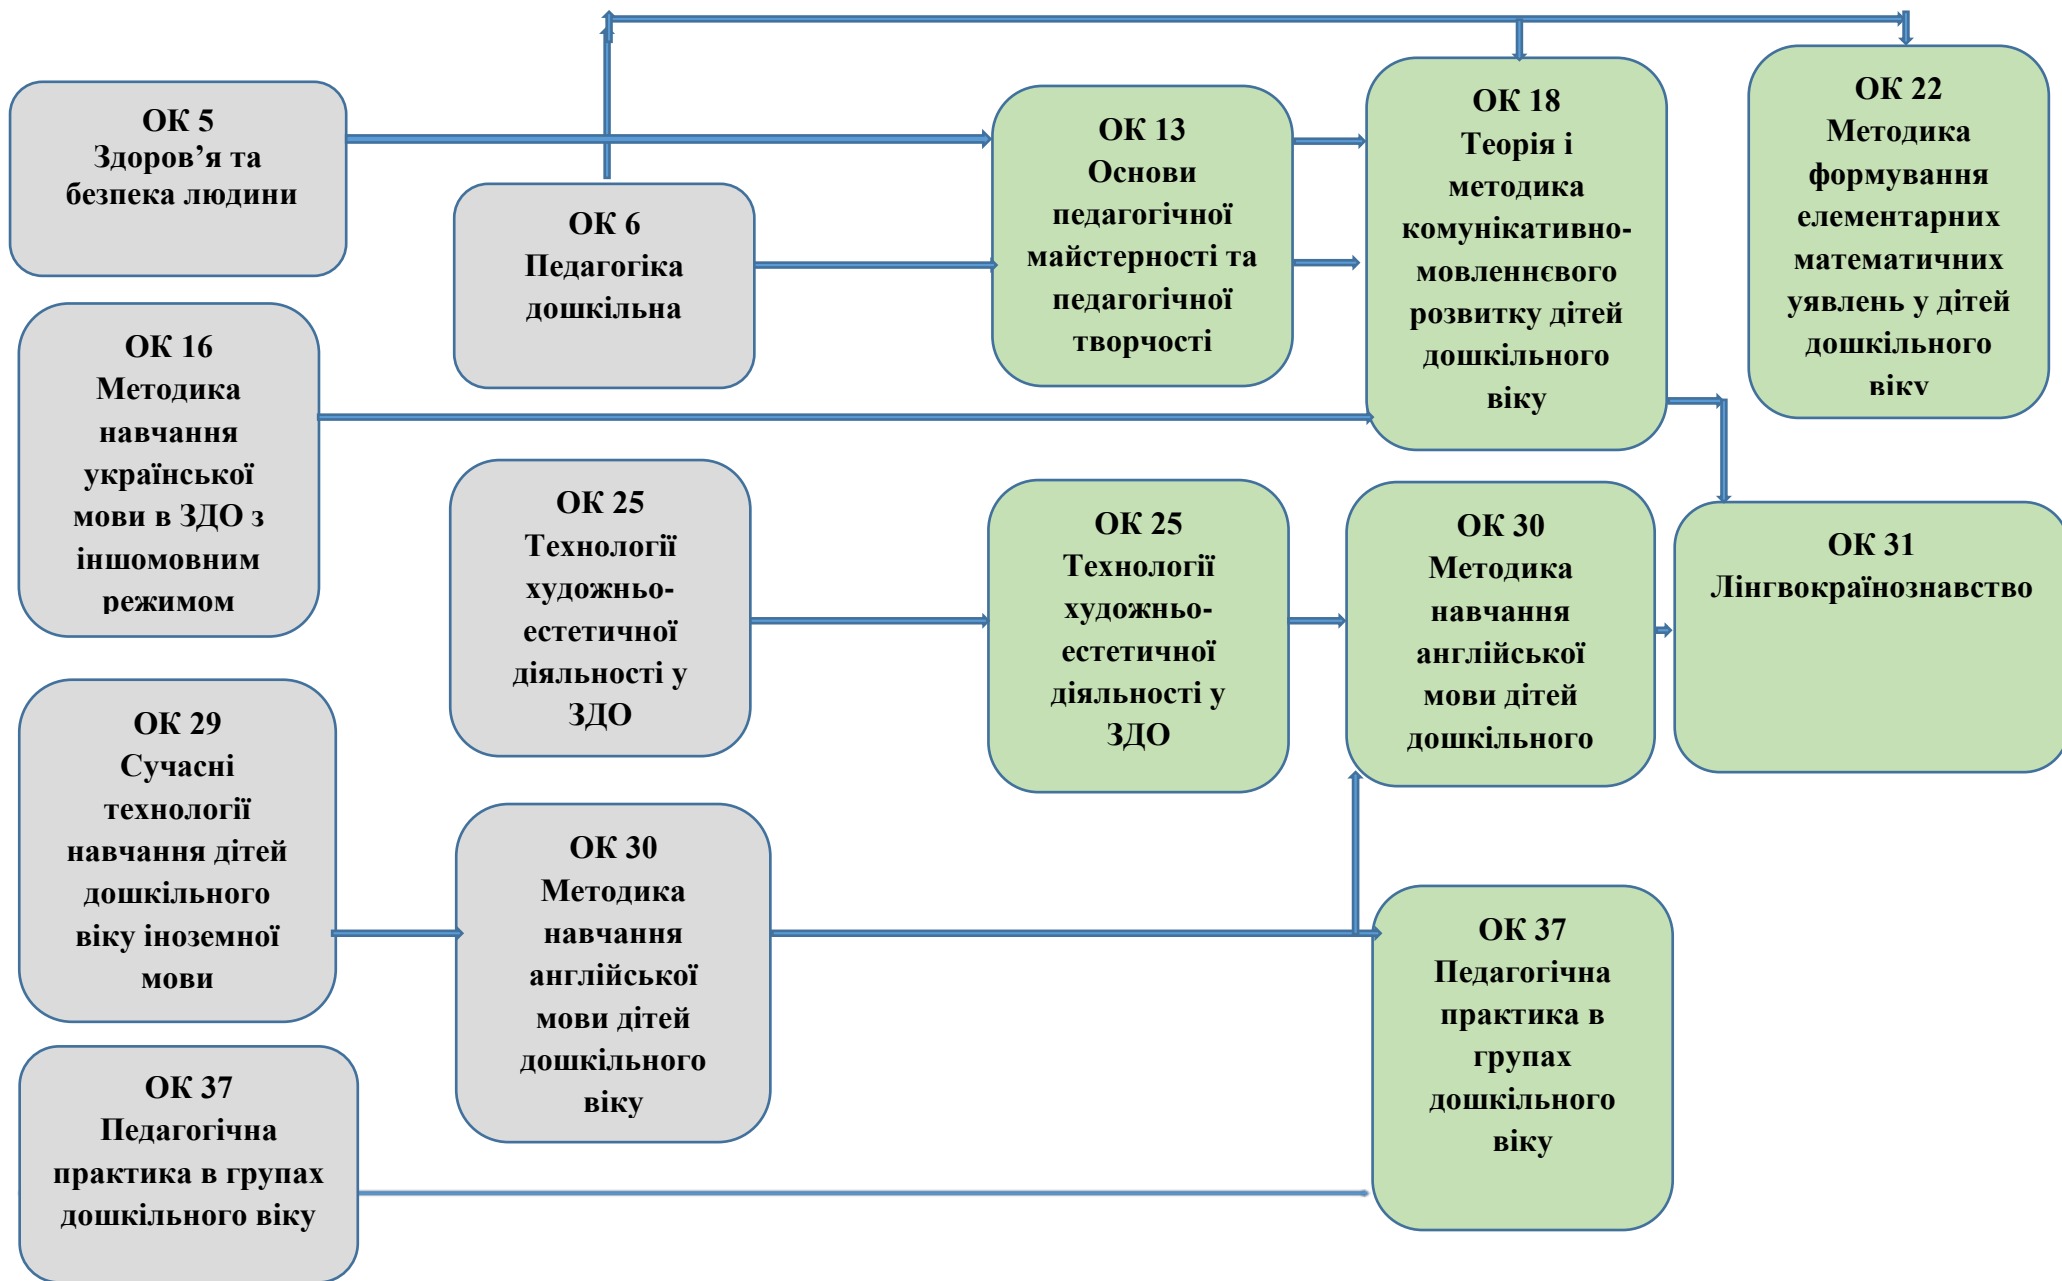 ОК 5
Здоров’я та
безпека людини
ОК 6
Педагогіка
дошкільна
ОК 13
Основи
педагогічної
майстерності та
педагогічної
творчості
ОК 18
Теорія і
методика
комунікативно-
мовленнєвого
розвитку дітей
дошкільного
віку
ОК 22
Методика
формування
елементарних
математичних
уявлень у дітей
дошкільного
віку
ОК 16
Методика
навчання
української
мови в ЗДО з
іншомовним
режимом
ОК 25
Технології
художньо-
естетичної
діяльності у
ЗДО
ОК 25
Технології
художньо-
естетичної
діяльності у
ЗДО
ОК 30
Методика
навчання
англійської
мови дітей
дошкільного
ОК 31
Лінгвокраїнознавство
ОК 29
Сучасні
технології
навчання дітей
дошкільного
віку іноземної
мови
ОК 30
Методика
навчання
англійської
мови дітей
дошкільного
віку
ОК 37
Педагогічна
практика в
групах
дошкільного
віку
ОК 37
Педагогічна
практика в групах
дошкільного віку